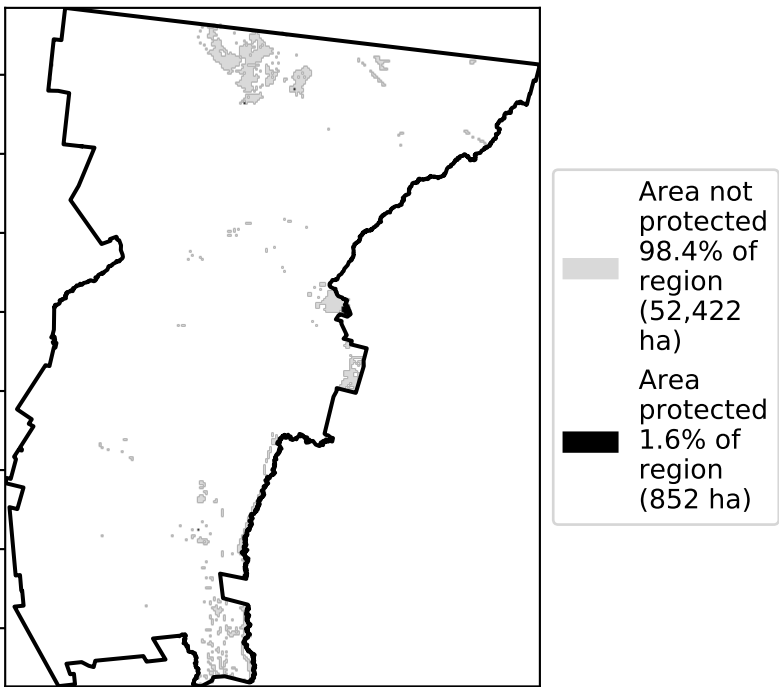 Area not
protected
98.4% of
region
(52,422
ha)
Area
protected
1.6% of
region
(852 ha)